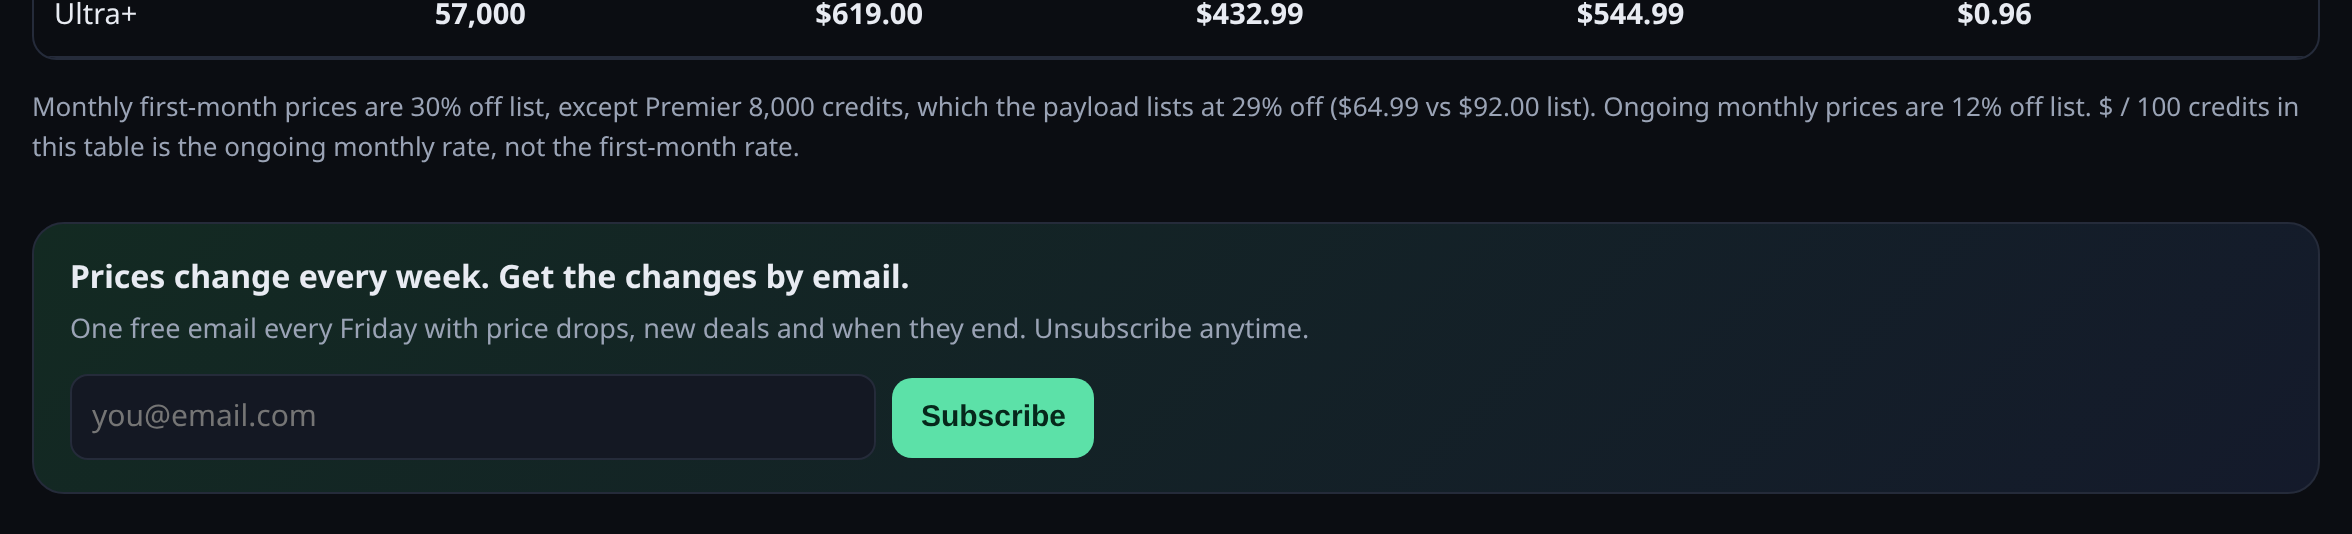 Ultra+ 57,000 $619.00 $432.99 $544.99 $0.96
Monthly first-month prices are 30% off list, except Premier 8,000 credits, which the payload lists at 29% off ($64.99 vs $92.00 list). Ongoing monthly prices are 12% off list. $ / 100 credits in
this table is the ongoing monthly rate, not the first-month rate.
Prices change every week. Get the changes by email.
One free email every Friday with price drops, new deals and when they end. Unsubscribe anytime.
you@email.com Subscribe